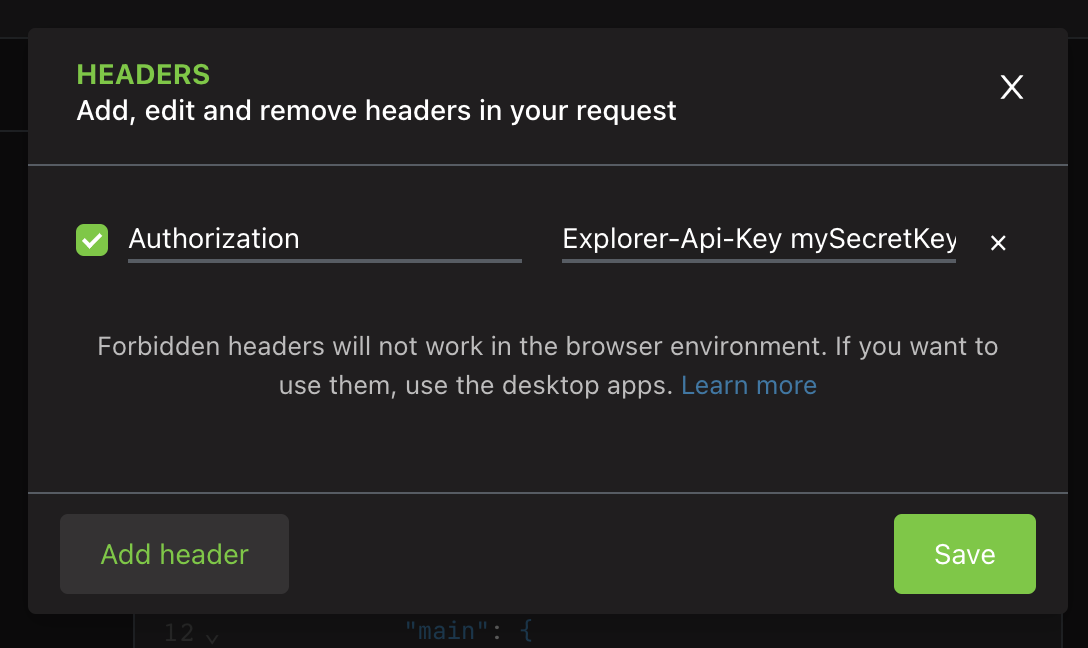 HEADERS
Add, edit and remove headers in your request
X
Authorization
Explorer-Api-Key mySecretKey
Forbidden headers will not work in the browser environment. If you want to
use them, use the desktop apps. Learn more
Add header
Save
12
"main": {